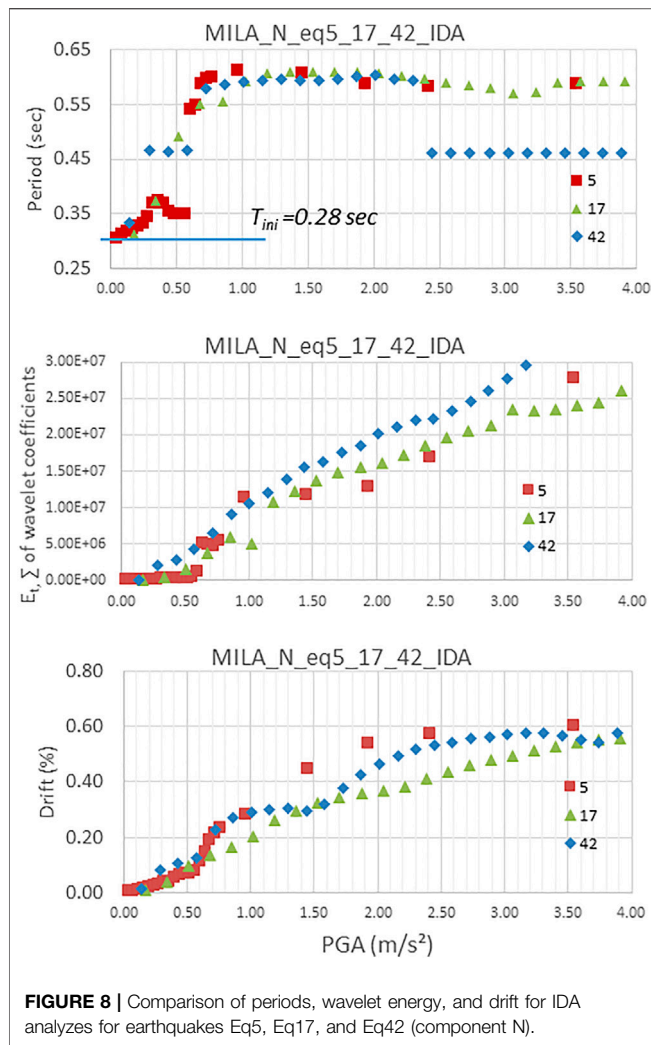 MILA_N_eq5_17_42_IDA
Period (sec)
0.65
0.55
0.45
0.35
0.25
T_ini =0.28 sec
5
17
42
0.00 0.50 1.00 1.50 2.00 2.50 3.00 3.50 4.00
MILA_N_eq5_17_42_IDA
Et, Σ of wavelet coefficients
3.00E+07
2.50E+07
2.00E+07
1.50E+07
1.00E+07
5.00E+06
0.00E+00
5
17
42
0.00 0.50 1.00 1.50 2.00 2.50 3.00 3.50 4.00
MILA_N_eq5_17_42_IDA
Drift (%)
0.80
0.60
0.40
0.20
0.00
5
17
42
0.00 0.50 1.00 1.50 2.00 2.50 3.00 3.50 4.00
PGA (m/s²)
FIGURE 8 | Comparison of periods, wavelet energy, and drift for IDA
analyzes for earthquakes Eq5, Eq17, and Eq42 (component N).